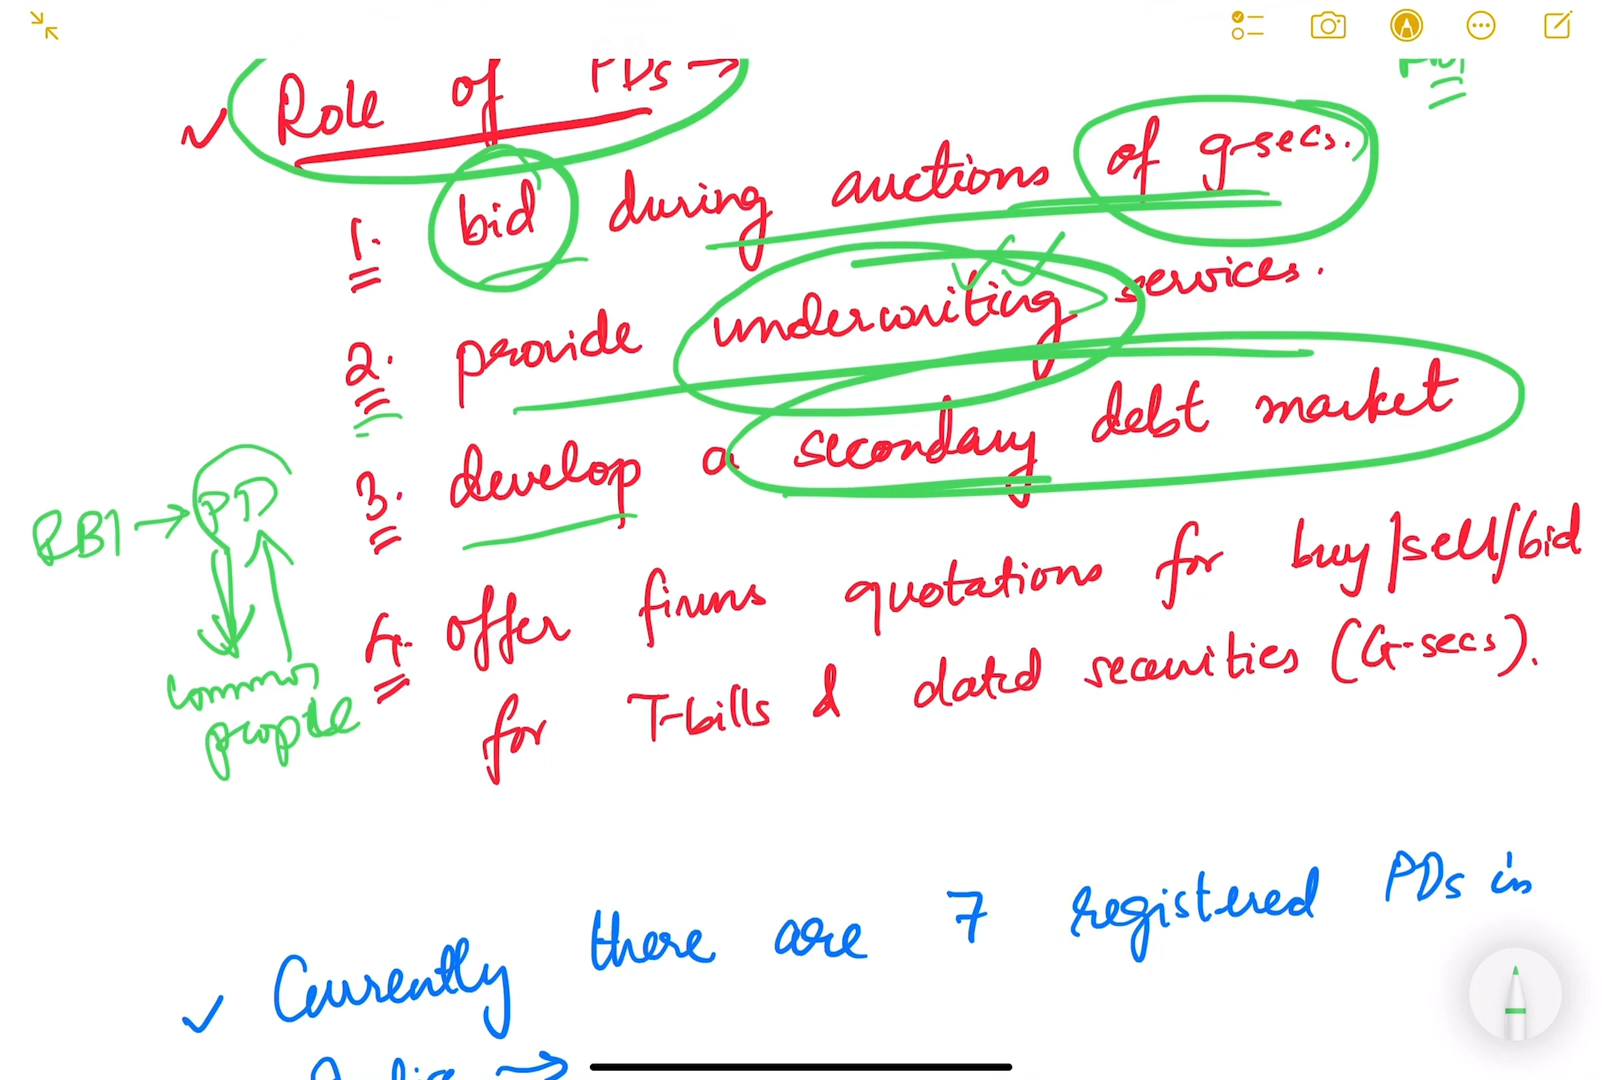 Role of PDs →
1. bid during auctions of g-secs.
2. provide underwriting services.
3. develop a secondary debt market
4. offer firms quotations for buy/sell/bid
for T-bills & dated securities (G-secs).
RBI → PD
common
people
Currently there are 7 registered PDs in